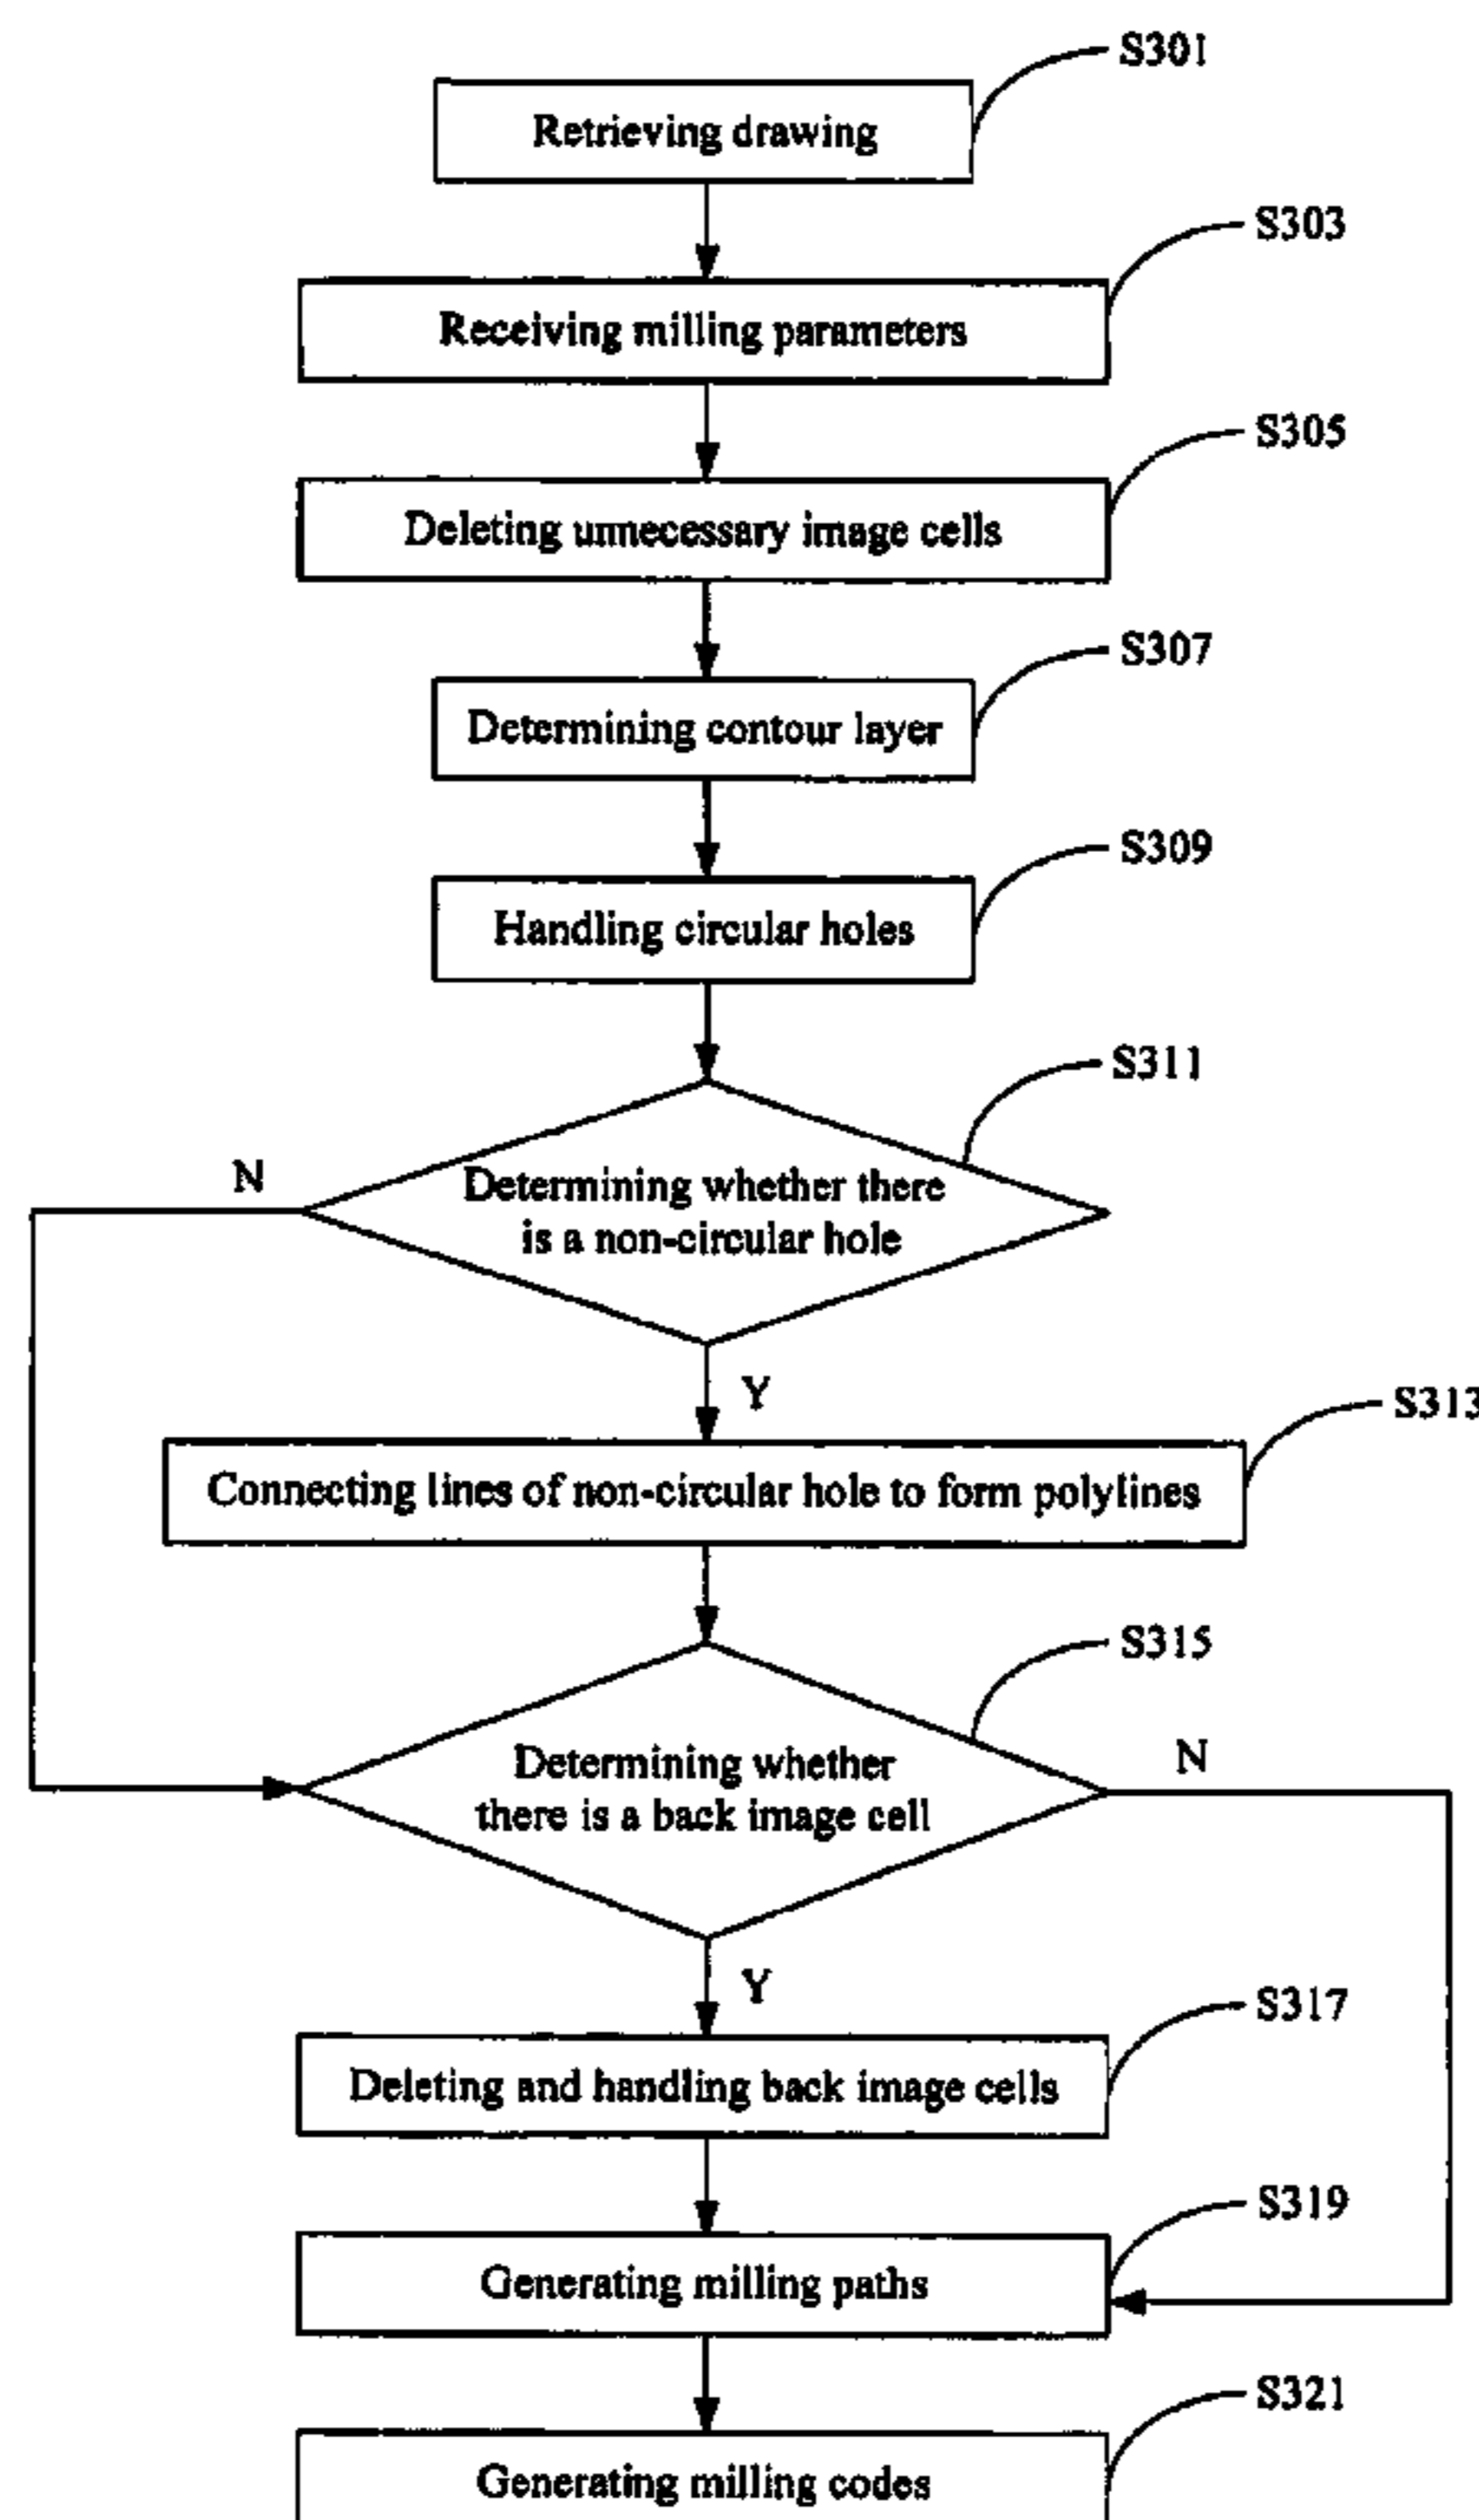 S301
Retrieving drawing
S303
Receiving milling parameters
S305
Deleting unnecessary image cells
S307
Determining contour layer
S309
Handling circular holes
S311
N
Determining whether there
is a non-circular hole
Y
S313
Connecting lines of non-circular hole to form polylines
S315
N
Determining whether
there is a back image cell
Y
S317
Deleting and handling back image cells
S319
Generating milling paths
S321
Generating milling codes